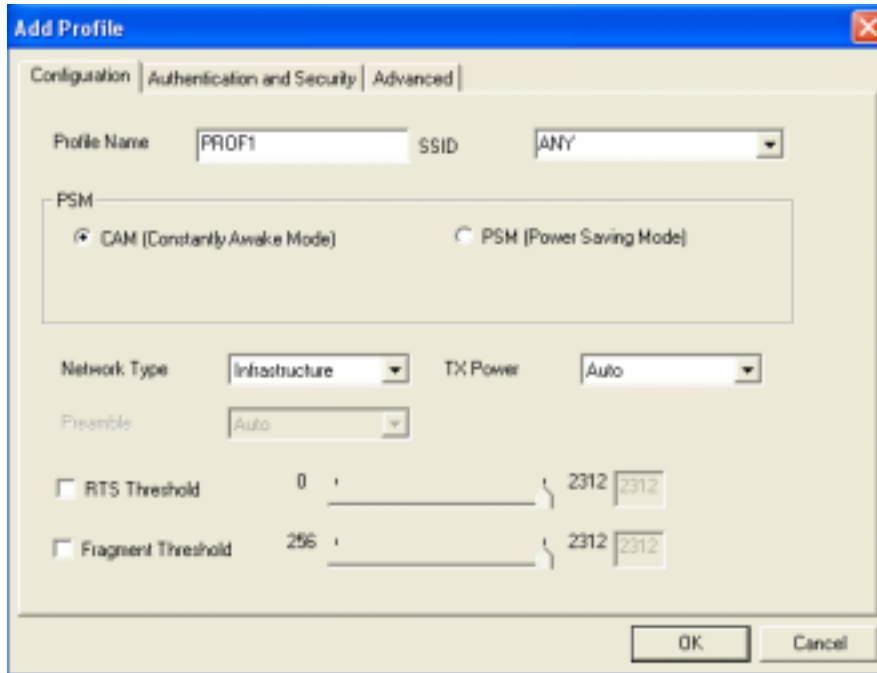 Add Profile
Configuration Authentication and Security Advanced
Profile Name PROF1 SSID ANY
PSM
CAM (Constantly Awake Mode) PSM (Power Saving Mode)
Network Type Infrastructure TX Power Auto
Preamble Auto
RTS Threshold 0 2312 2312
Fragment Threshold 256 2312 2312
OK Cancel